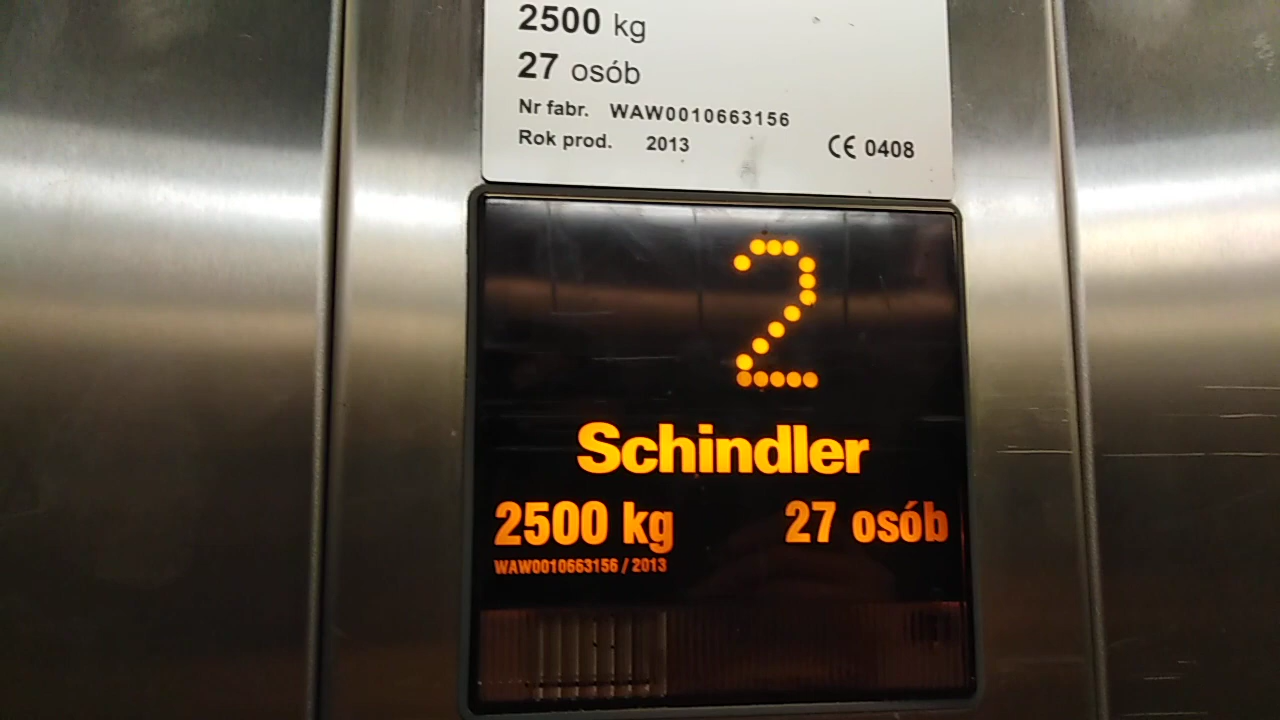 2500 kg
27 osób
Nr fabr. WAW0010663156
Rok prod. 2013 CE 0408
2
Schindler
2500 kg 27 osób
WAW0010663156 / 2013